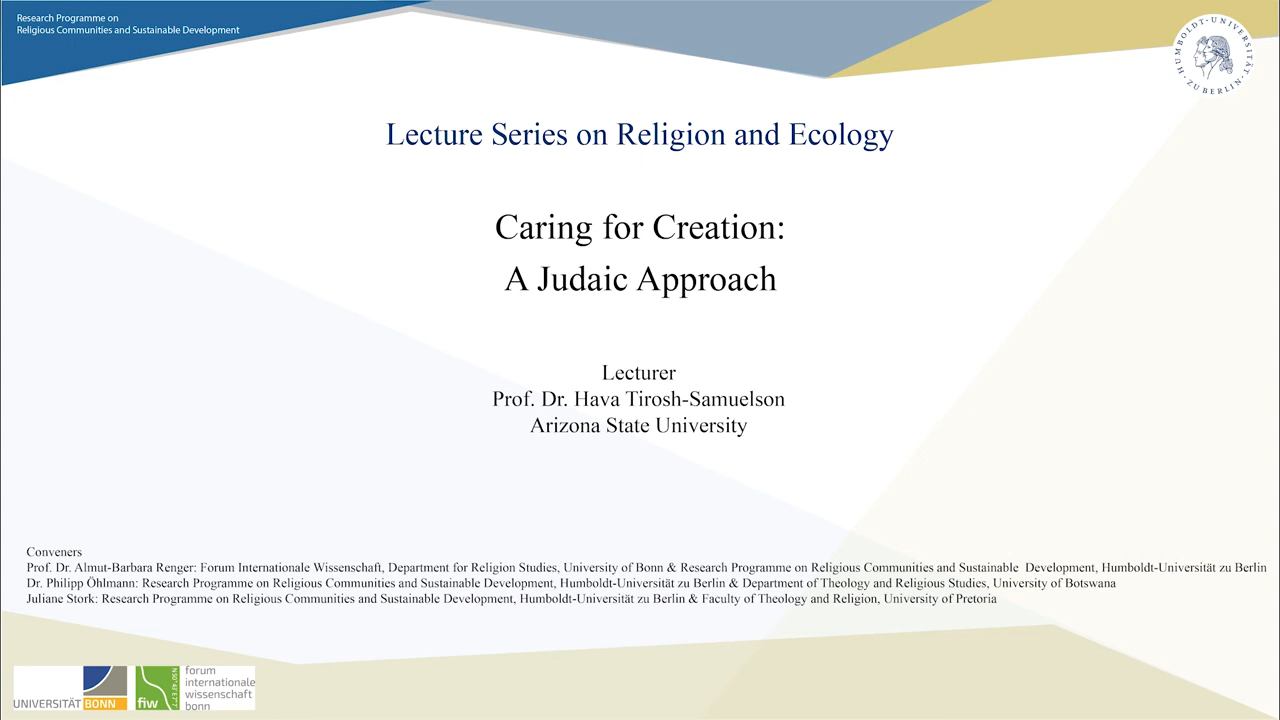 Research Programme on
Religious Communities and Sustainable Development
HUMBOLDT-UNIVERSITÄT ZU BERLIN
Lecture Series on Religion and Ecology
Caring for Creation:
A Judaic Approach
Lecturer
Prof. Dr. Hava Tirosh-Samuelson
Arizona State University
Conveners
Prof. Dr. Almut-Barbara Renger: Forum Internationale Wissenschaft, Department for Religion Studies, University of Bonn & Research Programme on Religious Communities and Sustainable Development, Humboldt-Universität zu Berlin
Dr. Philipp Öhlmann: Research Programme on Religious Communities and Sustainable Development, Humboldt-Universität zu Berlin & Department of Theology and Religious Studies, University of Botswana
Juliane Stork: Research Programme on Religious Communities and Sustainable Development, Humboldt-Universität zu Berlin & Faculty of Theology and Religion, University of Pretoria
UNIVERSITÄT BONN
fiw
forum
internationale
wissenschaft
bonn